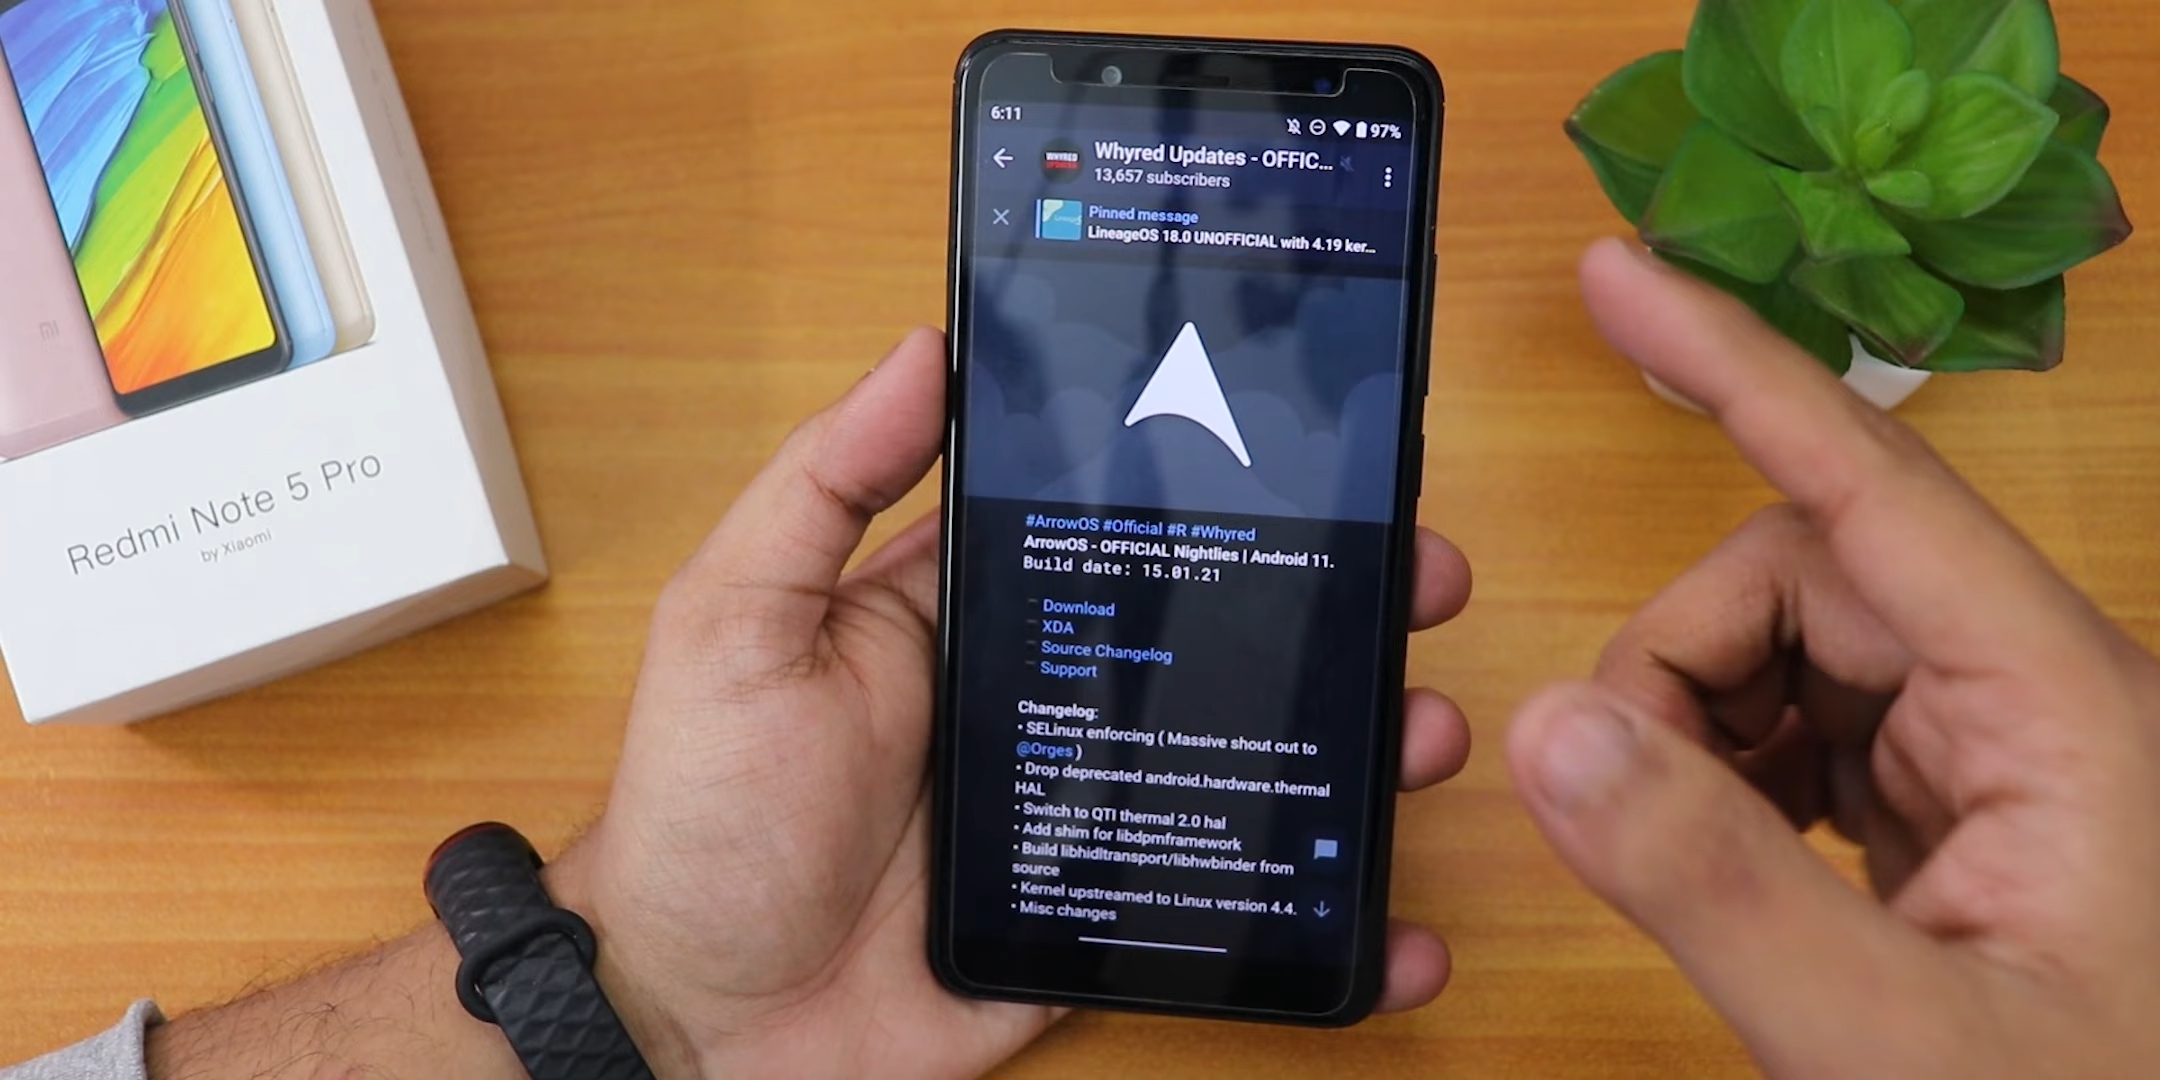 Redmi Note 5 Pro
by Xiaomi
6:11
97%
WHYRED
Whyred Updates - OFFIC...
13,657 subscribers
Pinned message
LineageOS 18.0 UNOFFICIAL with 4.19 ker...
#ArrowOS #Official #R #Whyred
ArrowOS - OFFICIAL Nightlies | Android 11.
Build date: 15.01.21
Download
XDA
Source Changelog
Support
Changelog:
• SELinux enforcing ( Massive shout out to
@Orges )
• Drop deprecated android.hardware.thermal
HAL
• Switch to QTI thermal 2.0 hal
• Add shim for libdpmframework
• Build libhidltransport/libhwbinder from
source
• Kernel upstreamed to Linux version 4.4.
• Misc changes